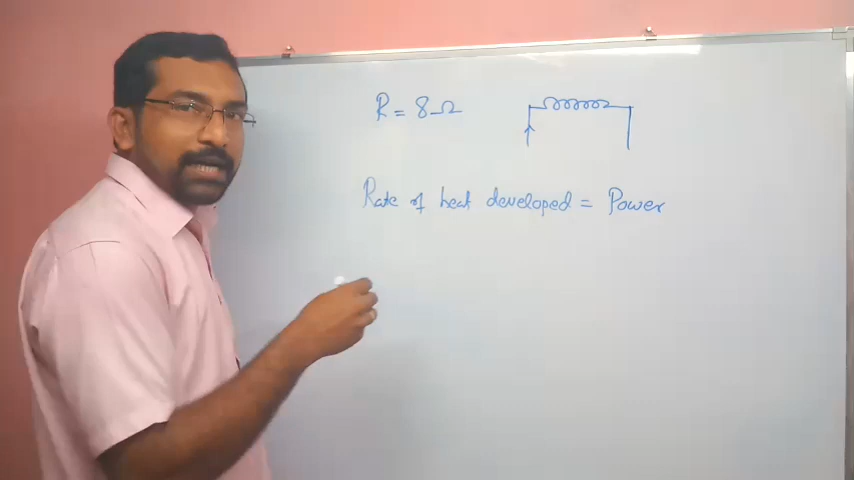 R = 8 Ω
Rate of heat developed = Power